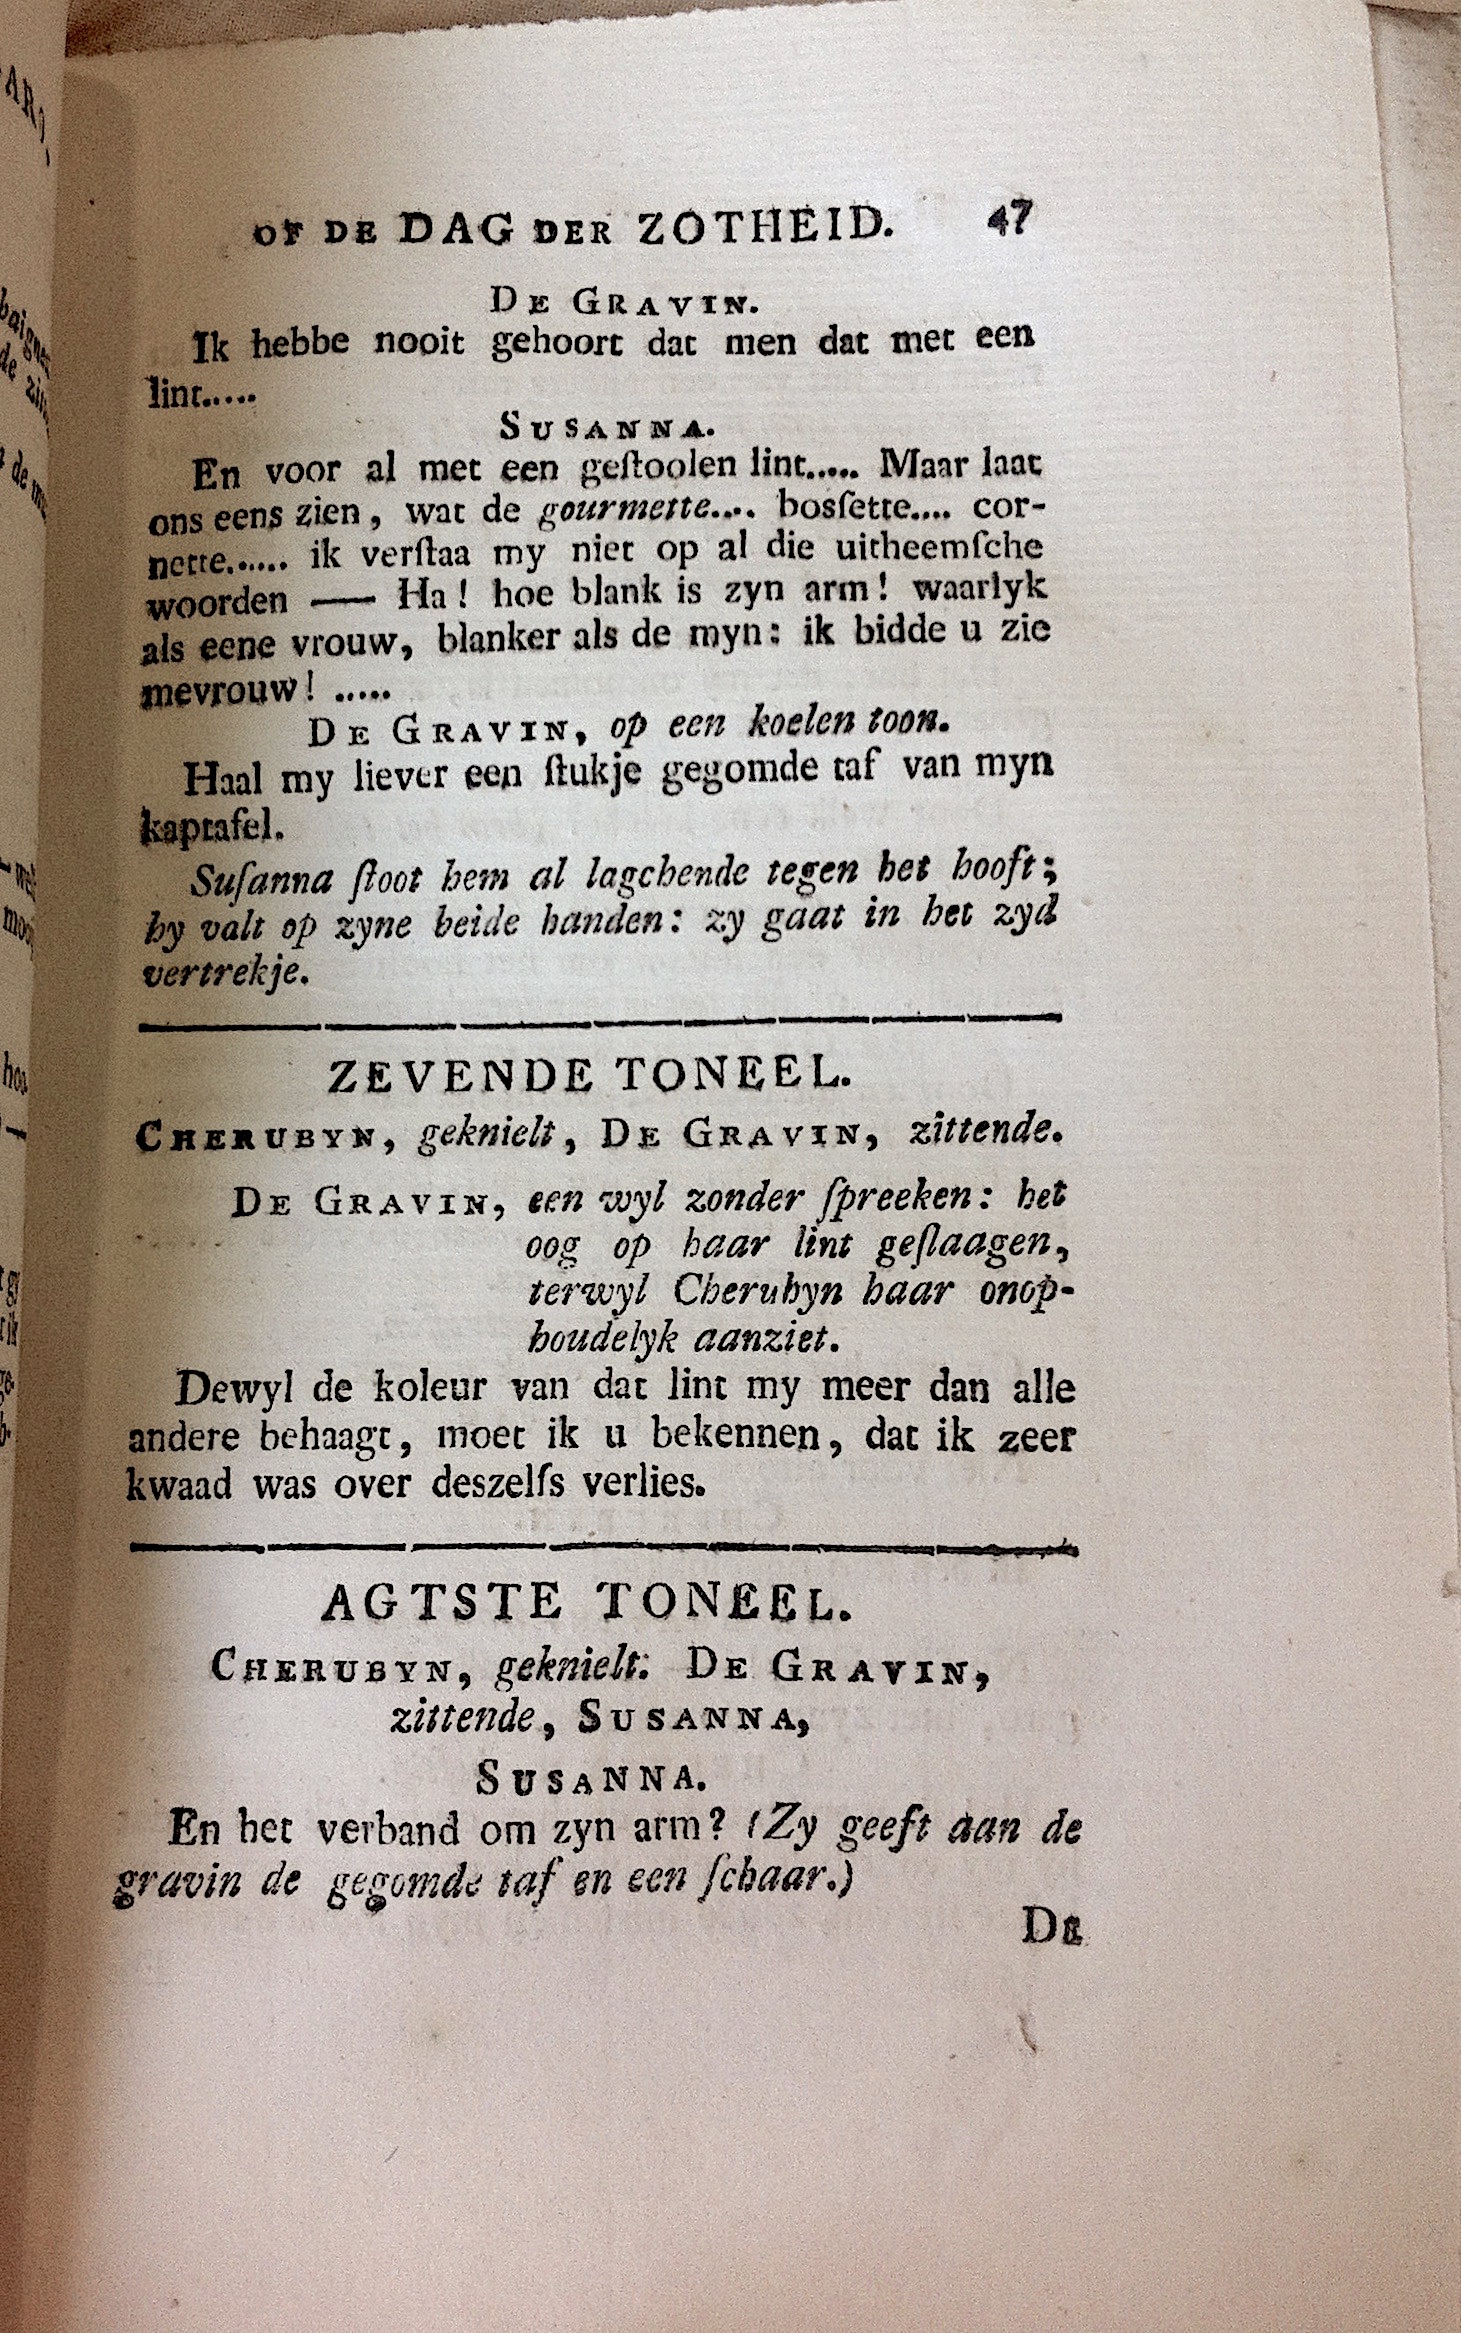 OF DE DAG DER ZOTHEID. 47
DE GRAVIN.
Ik hebbe nooit gehoort dat men dat met een
lint.....
SUSANNA.
En voor al met een geſtoolen lint..... Maar laat
ons eens zien, wat de gourmette.... bosſette.... cor-
nette...... ik verſtaa my niet op al die uitheemſche
woorden —— Ha! hoe blank is zyn arm! waarlyk
als eene vrouw, blanker als de myn: ik bidde u zie
mevrouw! .....
DE GRAVIN, op een koelen toon.
Haal my liever een ſtukje gegomde taf van myn
kaptafel.
Suſanna ſtoot hem al lagchende tegen het hooft;
hy valt op zyne beide handen: zy gaat in het zyd
vertrekje.
ZEVENDE TONEEL.
CHERUBYN, geknielt, DE GRAVIN, zittende.
DE GRAVIN, een wyl zonder ſpreeken: het
oog op haar lint geſlaagen,
terwyl Cherubyn haar onop-
houdelyk aanziet.
Dewyl de koleur van dat lint my meer dan alle
andere behaagt, moet ik u bekennen, dat ik zeer
kwaad was over deszelfs verlies.
AGTSTE TONEEL.
CHERUBYN, geknielt. DE GRAVIN,
zittende, SUSANNA,
SUSANNA.
En het verband om zyn arm? (Zy geeft aan de
gravin de gegomde taf en een ſchaar.)
DE